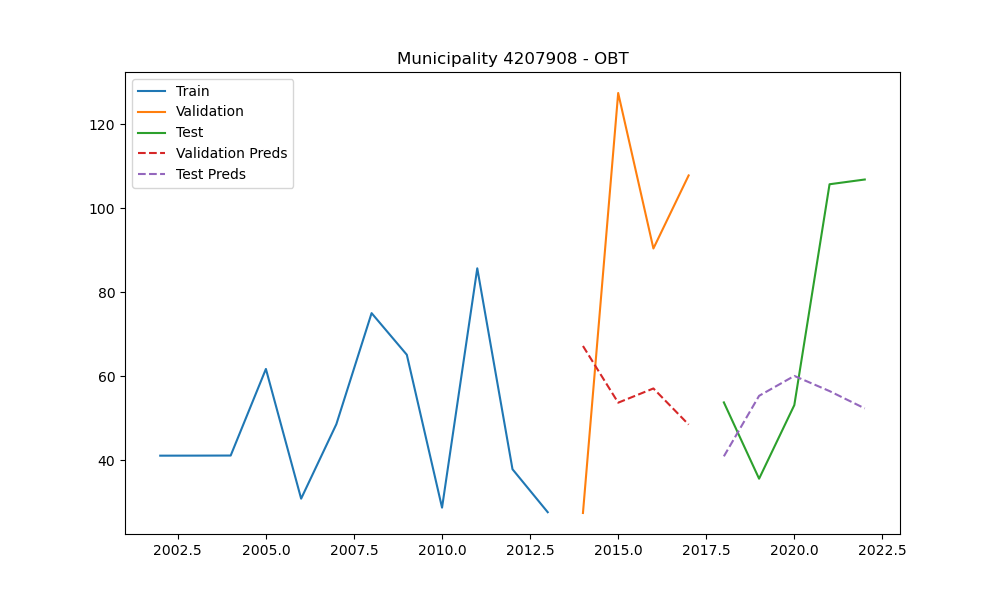 Municipality 4207908 - OBT
Train
Validation
Test
Validation Preds
Test Preds
120
100
80
60
40
2002.5 2005.0 2007.5 2010.0 2012.5 2015.0 2017.5 2020.0 2022.5